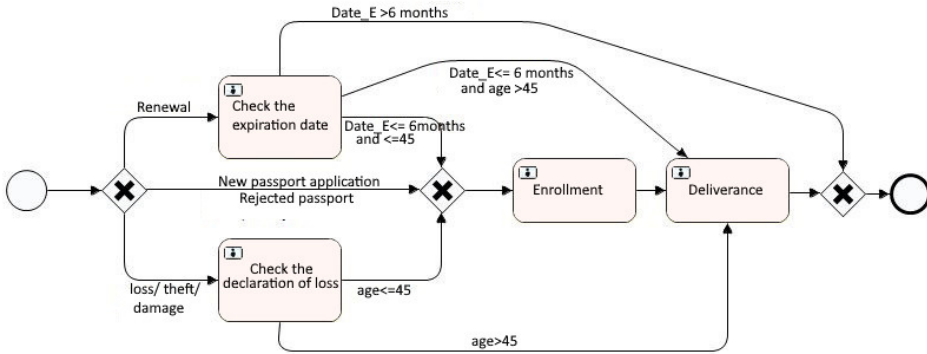 Date_E >6 months
Date_E<= 6 months
and age >45
Renewal
Check the
expiration date
Date_E<= 6months
and <=45
New passport application
Rejected passport
Enrollment
Deliverance
Check the
declaration of loss
loss/ theft/
damage
age<=45
age>45